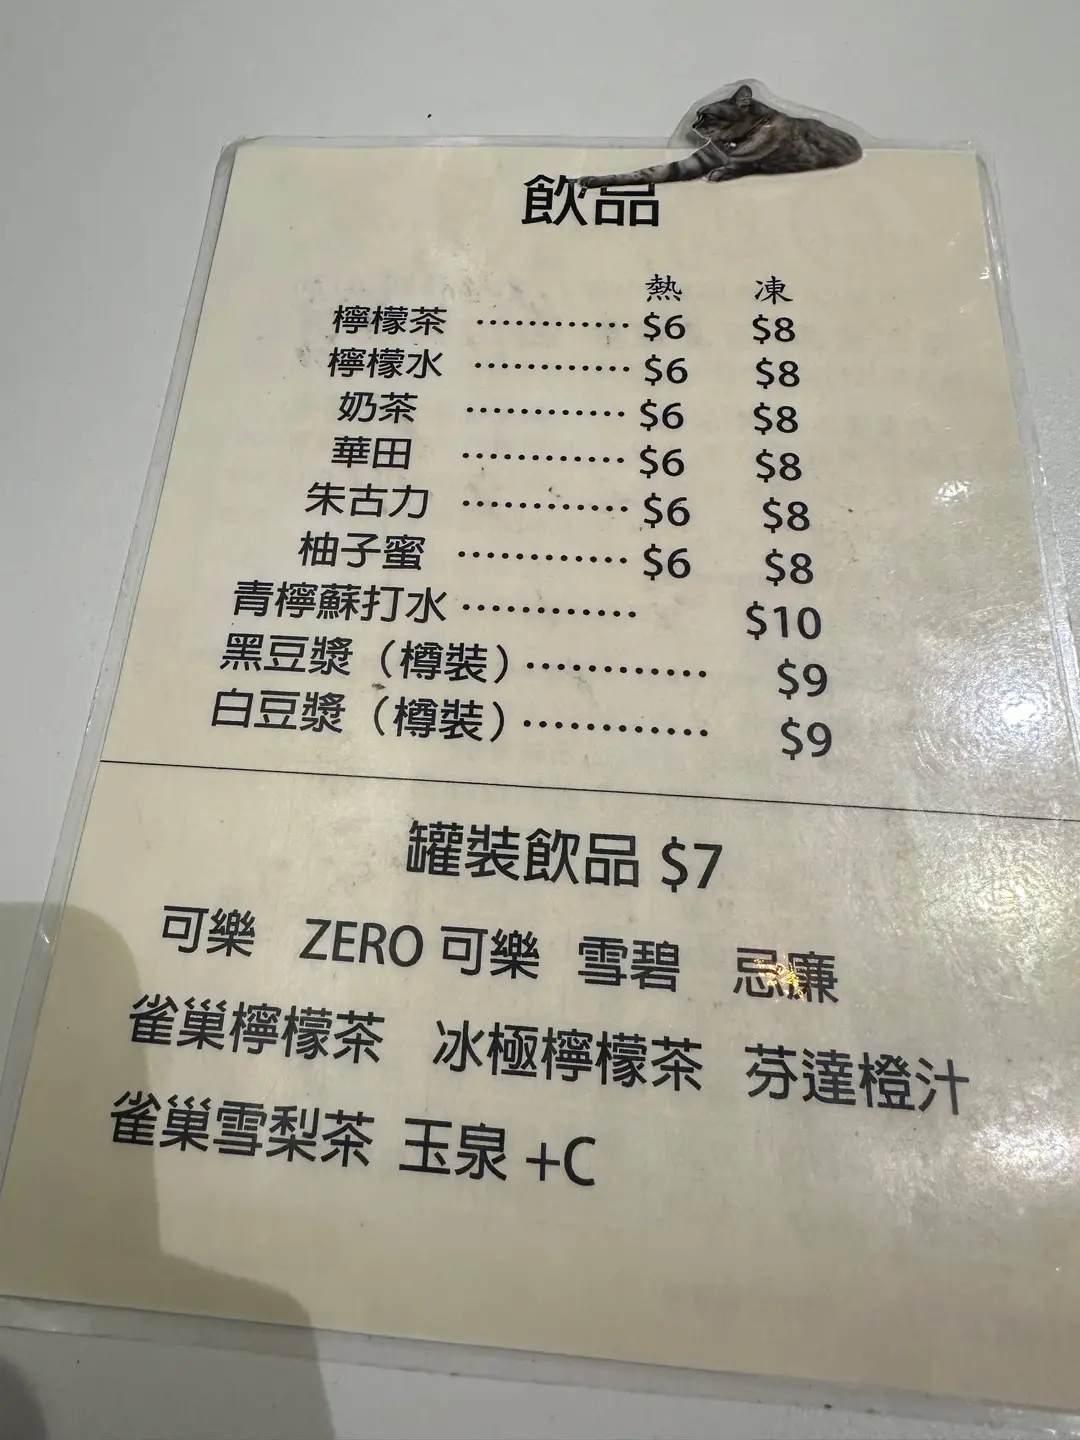 飲品
熱 凍
檸檬茶 ………… $6 $8
檸檬水 ………… $6 $8
奶茶 ………… $6 $8
華田 ………… $6 $8
朱古力 ………… $6 $8
柚子蜜 ………… $6 $8
青檸蘇打水 ………… $10
黑豆漿（樽裝）………… $9
白豆漿（樽裝）………… $9
罐裝飲品 $7
可樂 ZERO 可樂 雪碧 忌廉
雀巢檸檬茶 冰極檸檬茶 芬達橙汁
雀巢雪梨茶 玉泉 +C